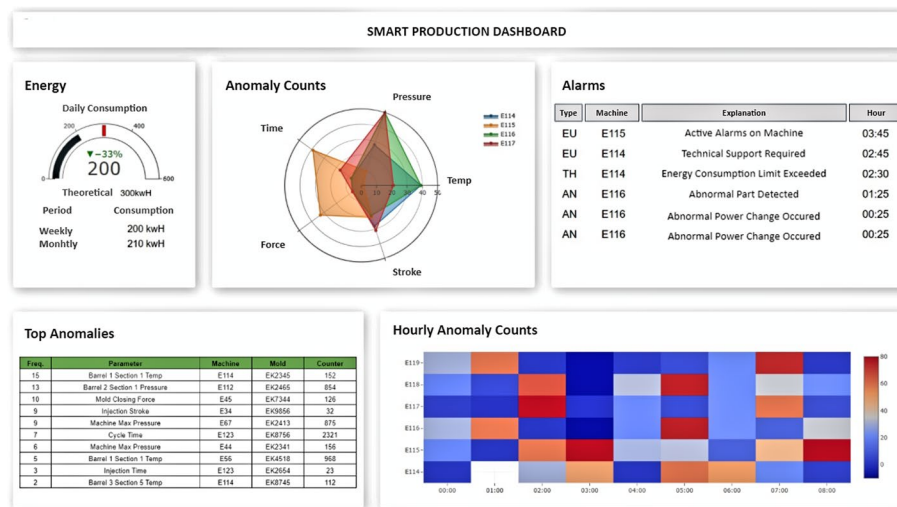 SMART PRODUCTION DASHBOARD
Energy
Daily Consumption
200 400
▼-33%
200
600
Theoretical 300kwH
Period Consumption
Weekly 200 kwH
Monhtly 210 kwH
Anomaly Counts
Pressure
Time
Temp
Force
Stroke
0 10 20 30 40 50
E114
E115
E116
E117
Alarms
Type Machine Explanation Hour
EU E115 Active Alarms on Machine 03:45
EU E114 Technical Support Required 02:45
TH E114 Energy Consumption Limit Exceeded 02:30
AN E116 Abnormal Part Detected 01:25
AN E116 Abnormal Power Change Occured 00:25
AN E116 Abnormal Power Change Occured 00:25
Top Anomalies
Freq. Parameter Machine Mold Counter
15 Barrel 1 Section 1 Temp E114 EK2345 152
13 Barrel 2 Section 1 Pressure E112 EK2465 854
10 Mold Closing Force E45 EK7344 126
9 Injection Stroke E34 EK9856 32
9 Machine Max Pressure E67 EK2413 875
7 Cycle Time E123 EK8756 2321
6 Machine Max Pressure E44 EK2341 156
5 Barrel 1 Section 1 Temp E56 EK4518 968
3 Injection Time E123 EK2654 23
2 Barrel 3 Section 5 Temp E114 EK8745 112
Hourly Anomaly Counts
E119
E118
E117
E116
E115
E114
00:00 01:00 02:00 03:00 04:00 05:00 06:00 07:00 08:00
80
60
40
20
0